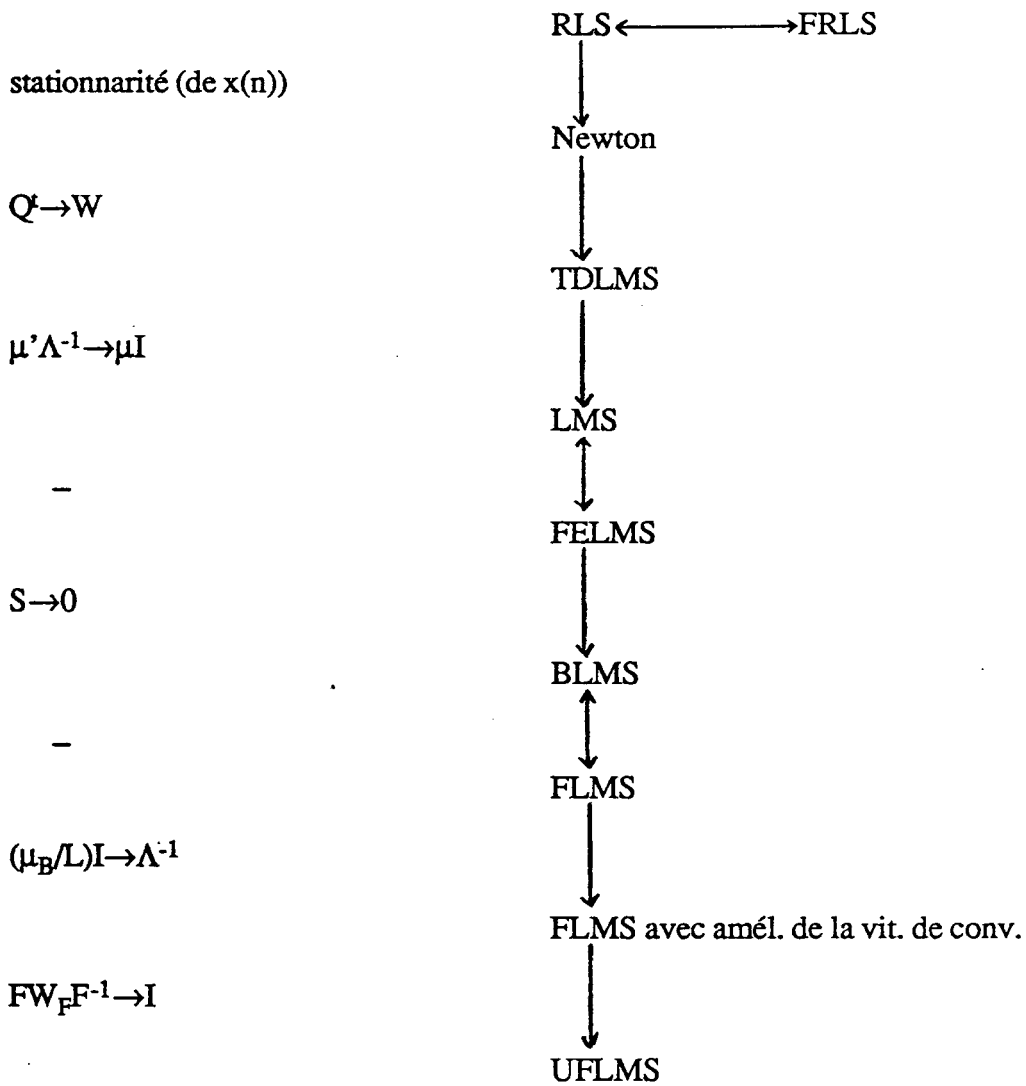 RLS ←→ FRLS
stationnarité (de x(n))
Newton
Qᵗ→W
TDLMS
μ’Λ⁻¹→μI
LMS
–
FELMS
S→0
BLMS
–
FLMS
(μ_B/L)I→Λ⁻¹
FLMS avec amél. de la vit. de conv.
FW_FF⁻¹→I
UFLMS